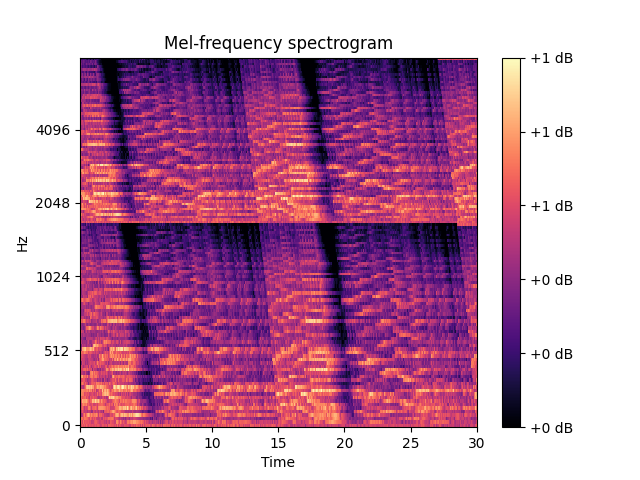 Mel-frequency spectrogram
+1 dB
4096
+1 dB
2048
+1 dB
Hz
+0 dB
1024
+0 dB
512
0
+0 dB
0 5 10 15 20 25 30
Time